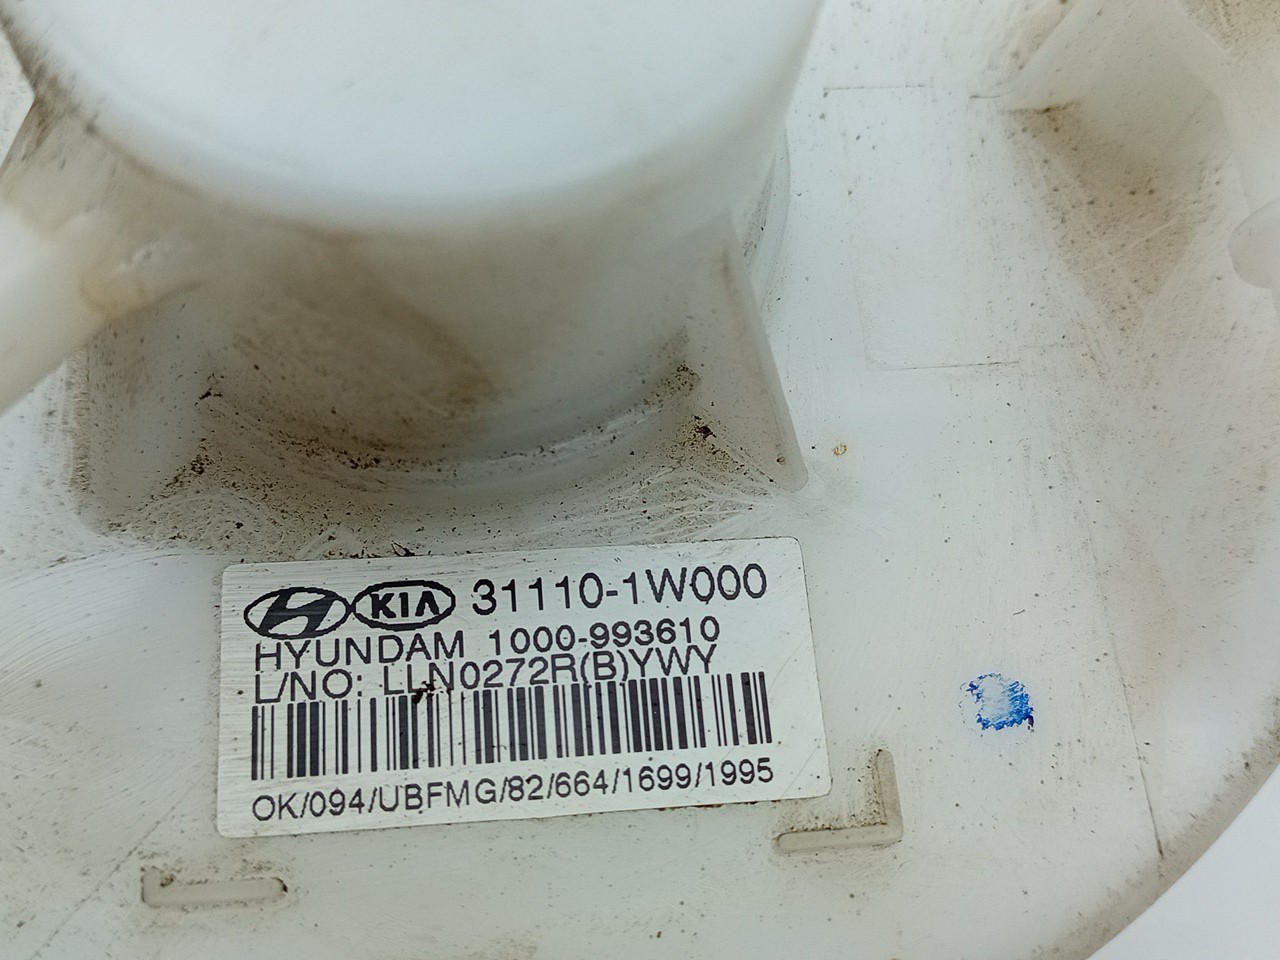 KIA 31110-1W000
HYUNDAM 1000-993610
L/NO: LLN0272R(B)YWY
OK/094/UBFMG/82/664/1699/1995